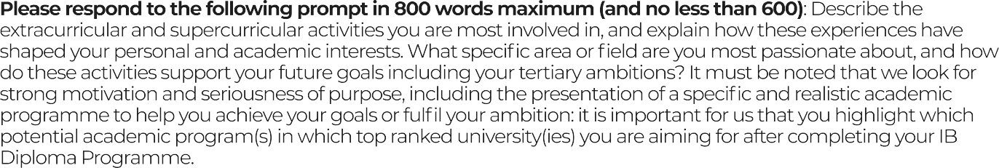 Please respond to the following prompt in 800 words maximum (and no less than 600): Describe the
extracurricular and supercurricular activities you are most involved in, and explain how these experiences have
shaped your personal and academic interests. What specific area or field are you most passionate about, and how
do these activities support your future goals including your tertiary ambitions? It must be noted that we look for
strong motivation and seriousness of purpose, including the presentation of a specific and realistic academic
programme to help you achieve your goals or fulfil your ambition: it is important for us that you highlight which
potential academic program(s) in which top ranked university(ies) you are aiming for after completing your IB
Diploma Programme.